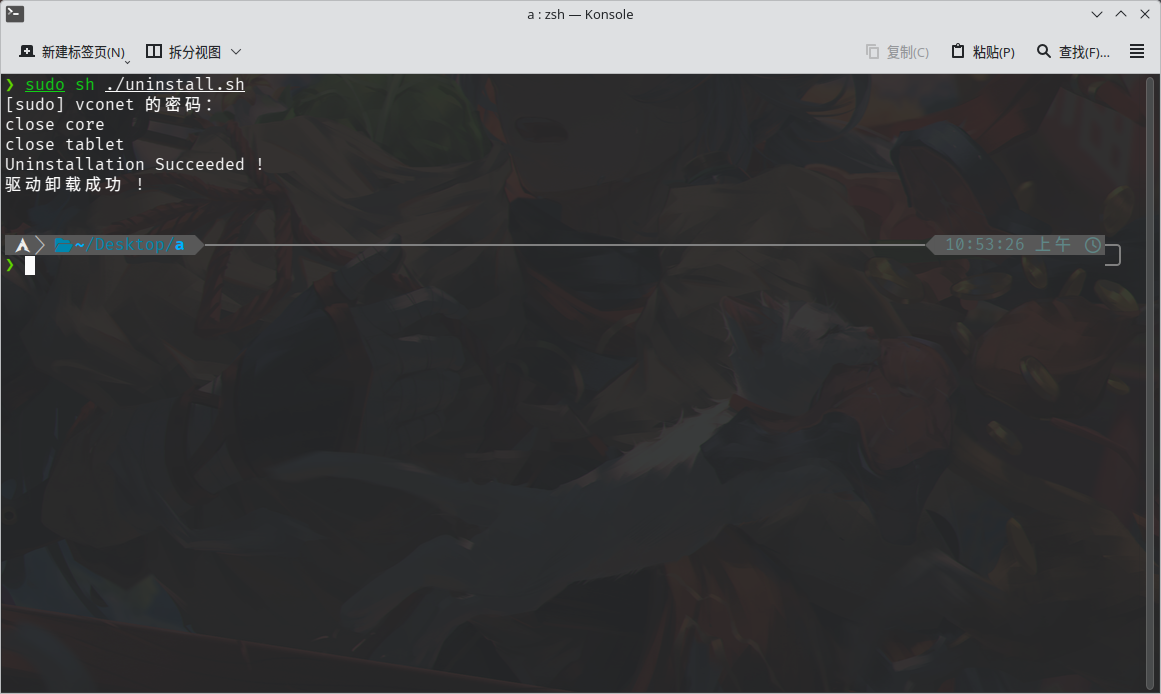 a : zsh — Konsole
新建标签页(N) 拆分视图 复制(C) 粘贴(P) 查找(F)...
❯ sudo sh ./uninstall.sh
[sudo] vconet 的密码：
close core
close tablet
Uninstallation Succeeded !
驱动卸载成功 !
~/Desktop/a 10:53:26 上午
❯